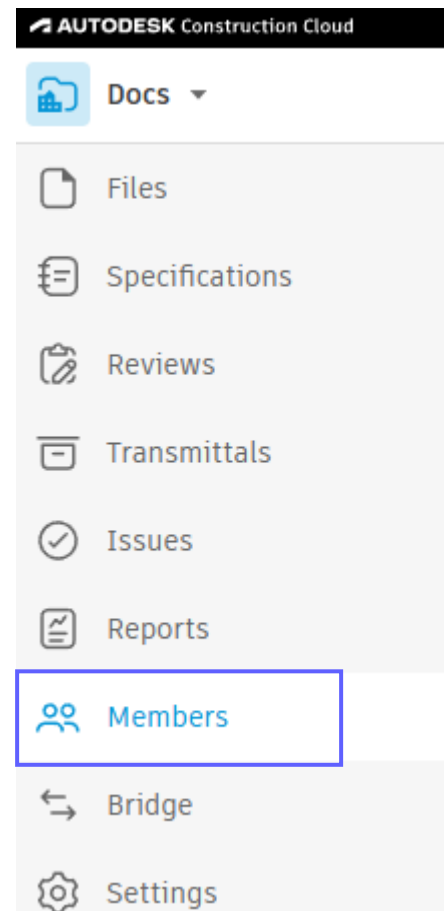 AUTODESK Construction Cloud
Docs
Files
Specifications
Reviews
Transmittals
Issues
Reports
Members
Bridge
Settings